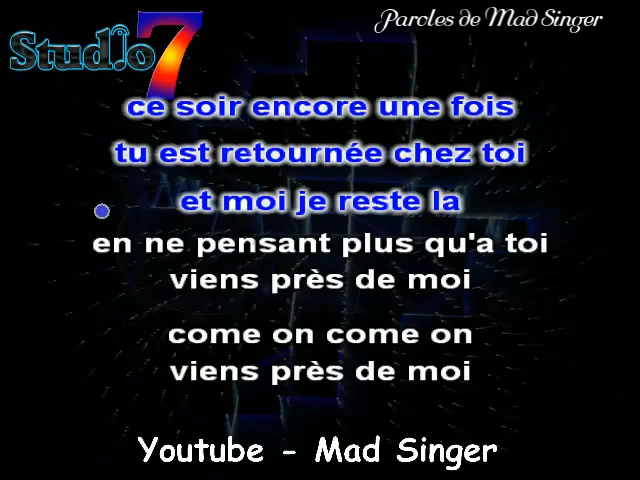 Studio 7
Paroles de Mad Singer
ce soir encore une fois
tu est retournée chez toi
et moi je reste la
en ne pensant plus qu'a toi
viens près de moi
come on come on
viens près de moi
Youtube - Mad Singer